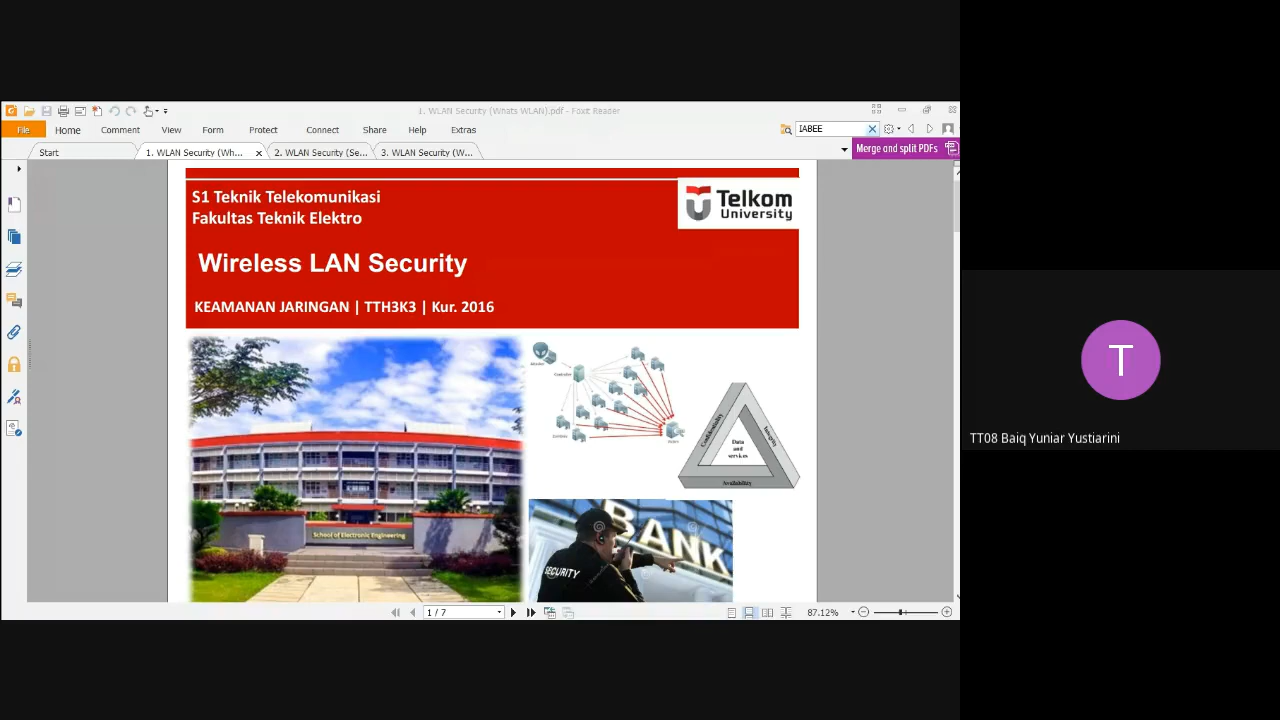 1. WLAN Security (Whats WLAN).pdf - Foxit Reader
File
Home
Comment
View
Form
Protect
Connect
Share
Help
Extras
IABEE
Start
1. WLAN Security (Wh...
2. WLAN Security (Se...
3. WLAN Security (W...
Merge and split PDFs
S1 Teknik Telekomunikasi
Fakultas Teknik Elektro
Telkom
University
Wireless LAN Security
KEAMANAN JARINGAN | TTH3K3 | Kur. 2016
Confidentiality
Integrity
Data
and
services
Availability
School of Electronic Engineering
BANK
SECURITY
1 / 7
87.12%
T
TT08 Baiq Yuniar Yustiarini